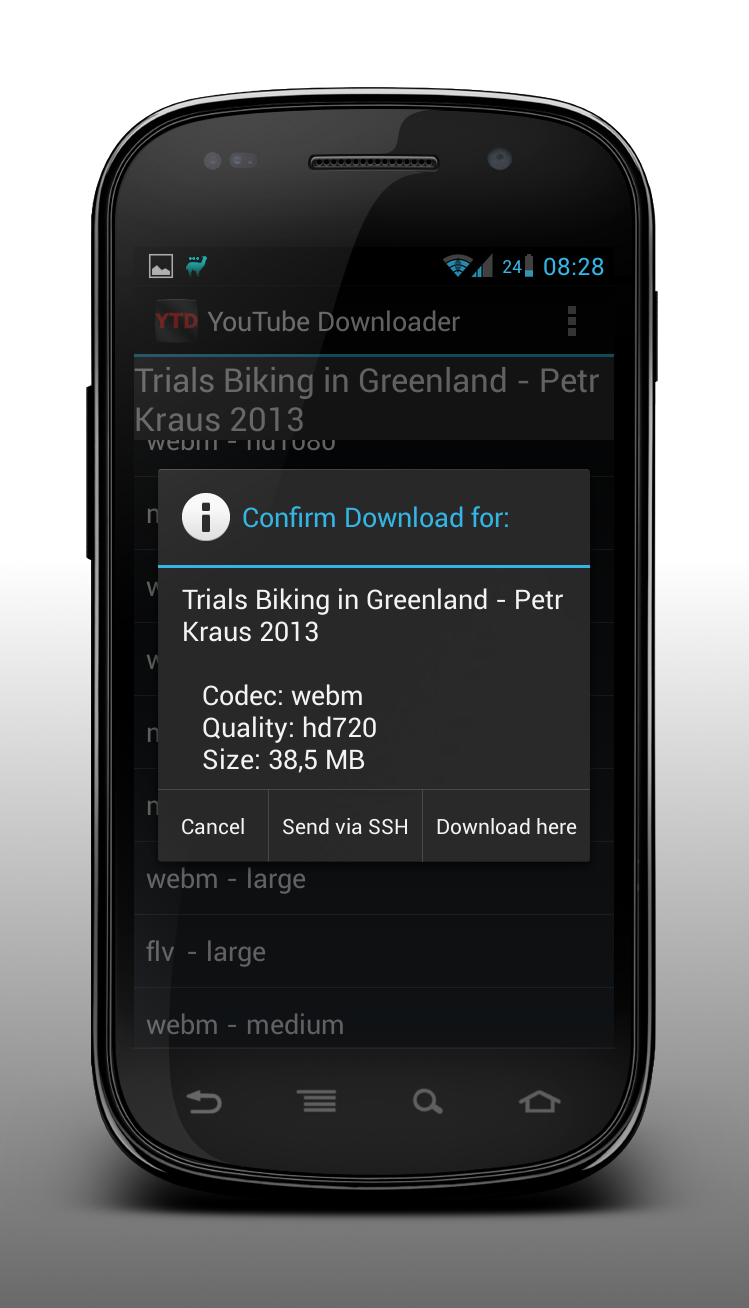 24 08:28
YTD YouTube Downloader
Trials Biking in Greenland - Petr
Kraus 2013
webm - hd1080
Confirm Download for:
Trials Biking in Greenland - Petr
Kraus 2013
Codec: webm
Quality: hd720
Size: 38,5 MB
Cancel Send via SSH Download here
webm - large
flv - large
webm - medium